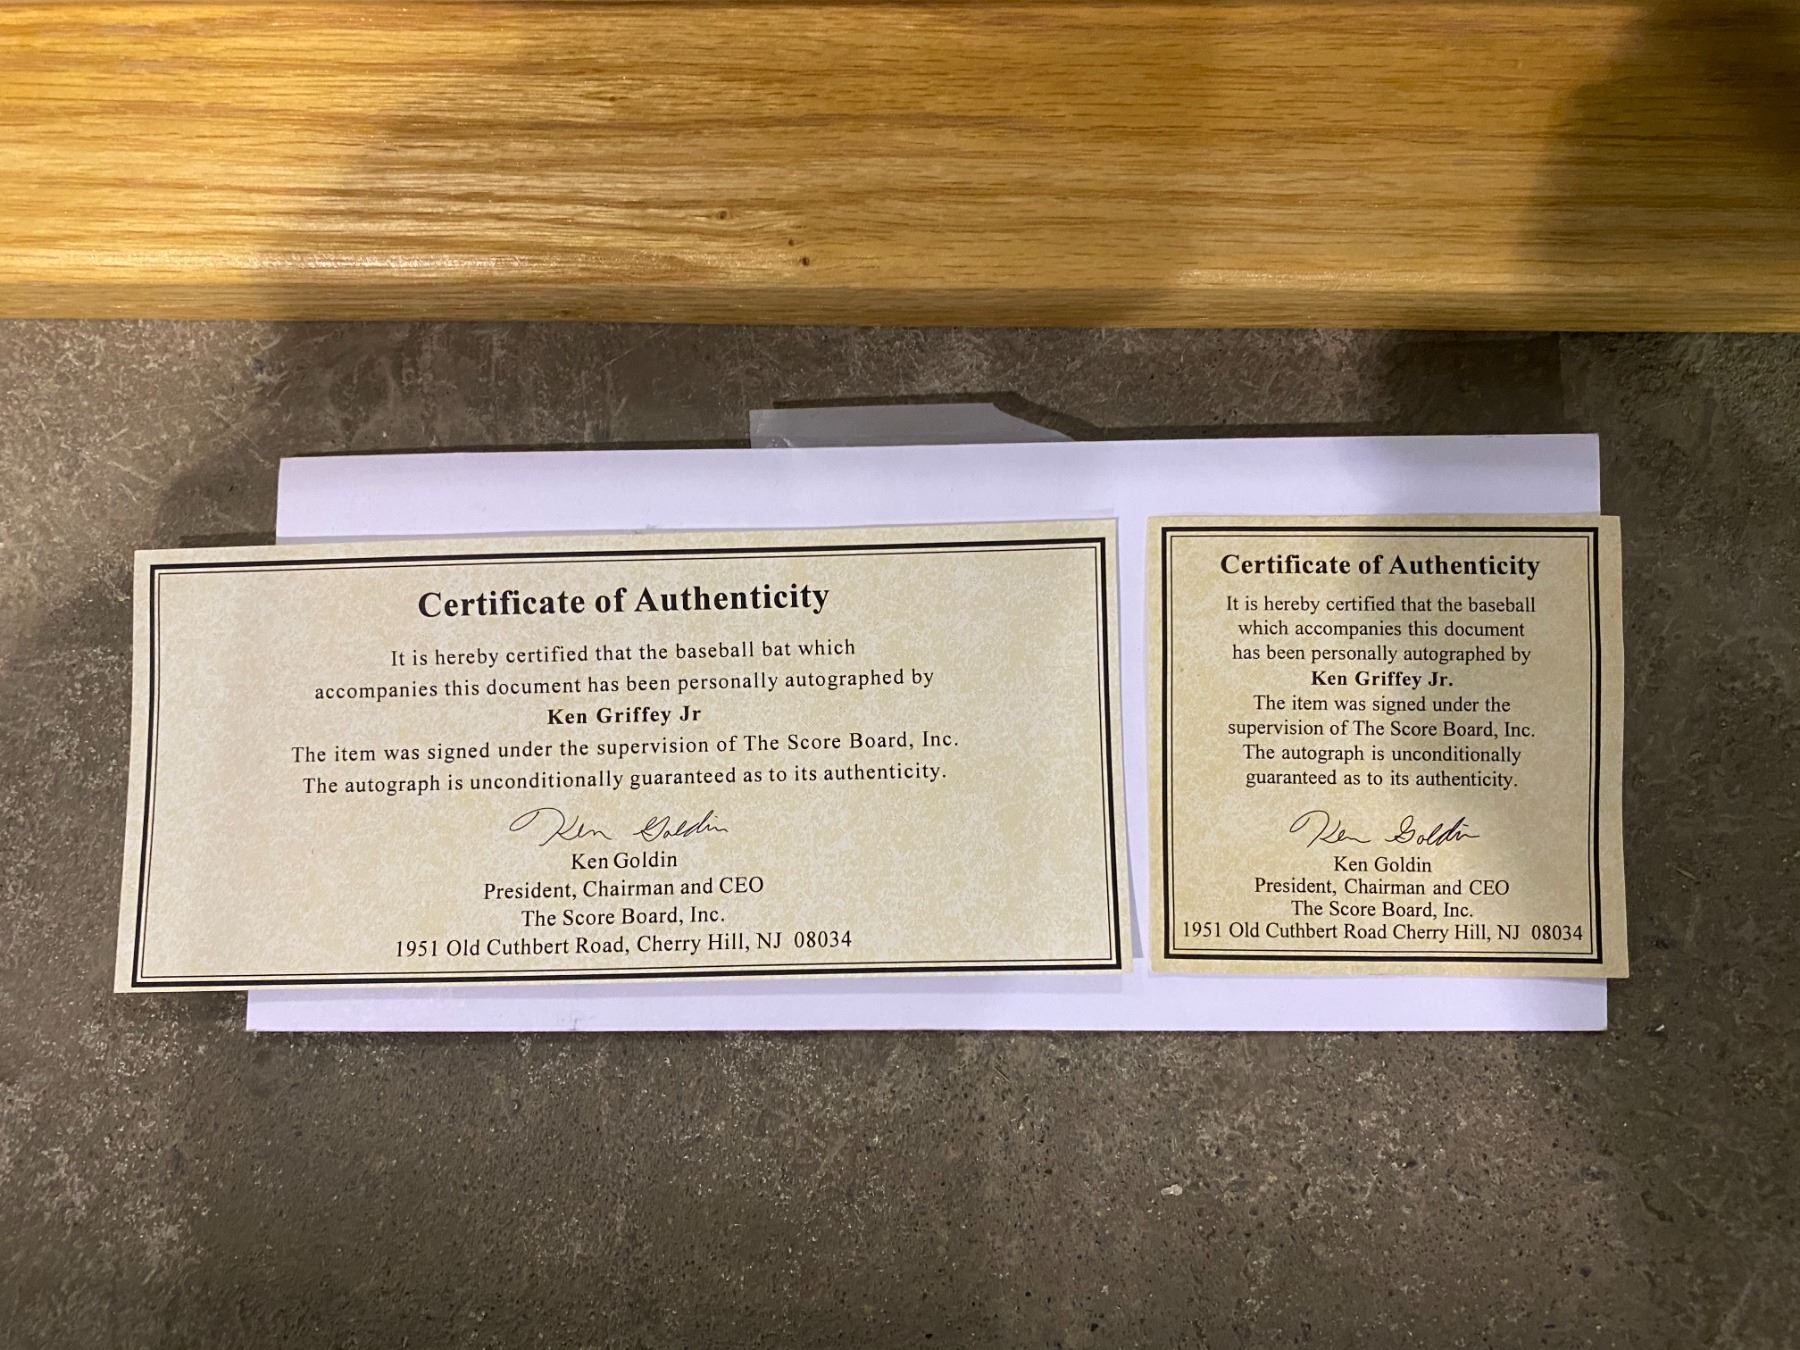 Certificate of Authenticity
It is hereby certified that the baseball bat which
accompanies this document has been personally autographed by
Ken Griffey Jr
The item was signed under the supervision of The Score Board, Inc.
The autograph is unconditionally guaranteed as to its authenticity.
Ken Goldin
Ken Goldin
President, Chairman and CEO
The Score Board, Inc.
1951 Old Cuthbert Road, Cherry Hill, NJ 08034
Certificate of Authenticity
It is hereby certified that the baseball
which accompanies this document
has been personally autographed by
Ken Griffey Jr.
The item was signed under the
supervision of The Score Board, Inc.
The autograph is unconditionally
guaranteed as to its authenticity.
Ken Goldin
Ken Goldin
President, Chairman and CEO
The Score Board, Inc.
1951 Old Cuthbert Road Cherry Hill, NJ 08034